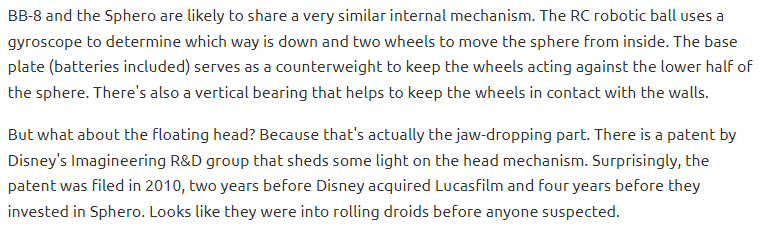 BB-8 and the Sphero are likely to share a very similar internal mechanism. The RC robotic ball uses a
gyroscope to determine which way is down and two wheels to move the sphere from inside. The base
plate (batteries included) serves as a counterweight to keep the wheels acting against the lower half of
the sphere. There's also a vertical bearing that helps to keep the wheels in contact with the walls.
But what about the floating head? Because that's actually the jaw-dropping part. There is a patent by
Disney's Imagineering R&D group that sheds some light on the head mechanism. Surprisingly, the
patent was filed in 2010, two years before Disney acquired Lucasfilm and four years before they
invested in Sphero. Looks like they were into rolling droids before anyone suspected.